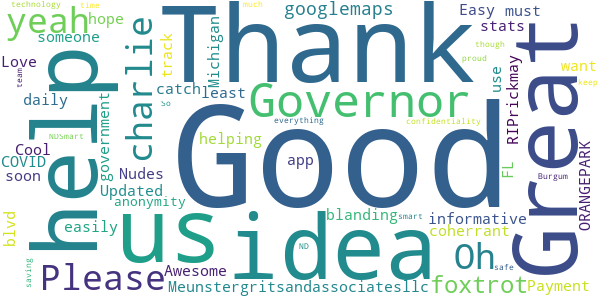 technology
time
much
yeah
hope
someone
googlemaps
Easy
must
stats
Thank
Great
Michigan
track
charlie
help
Love
team
daily
catch
least
Governor
use
want
though
proud
keep
RIPrickmay
So
everything
confidentiality
NDSmart
government
COVID
Cool
soon
Nudes
helping
app
Good
FL
Burgum
ORANGEPARK
Updated
anonymity
us
idea
blanding
smart
informative
coherrant
blvd
easily
ND
Oh
safe
saving
Please
Awesome
Meunstergritsandassociatesllc
foxtrot
Payment